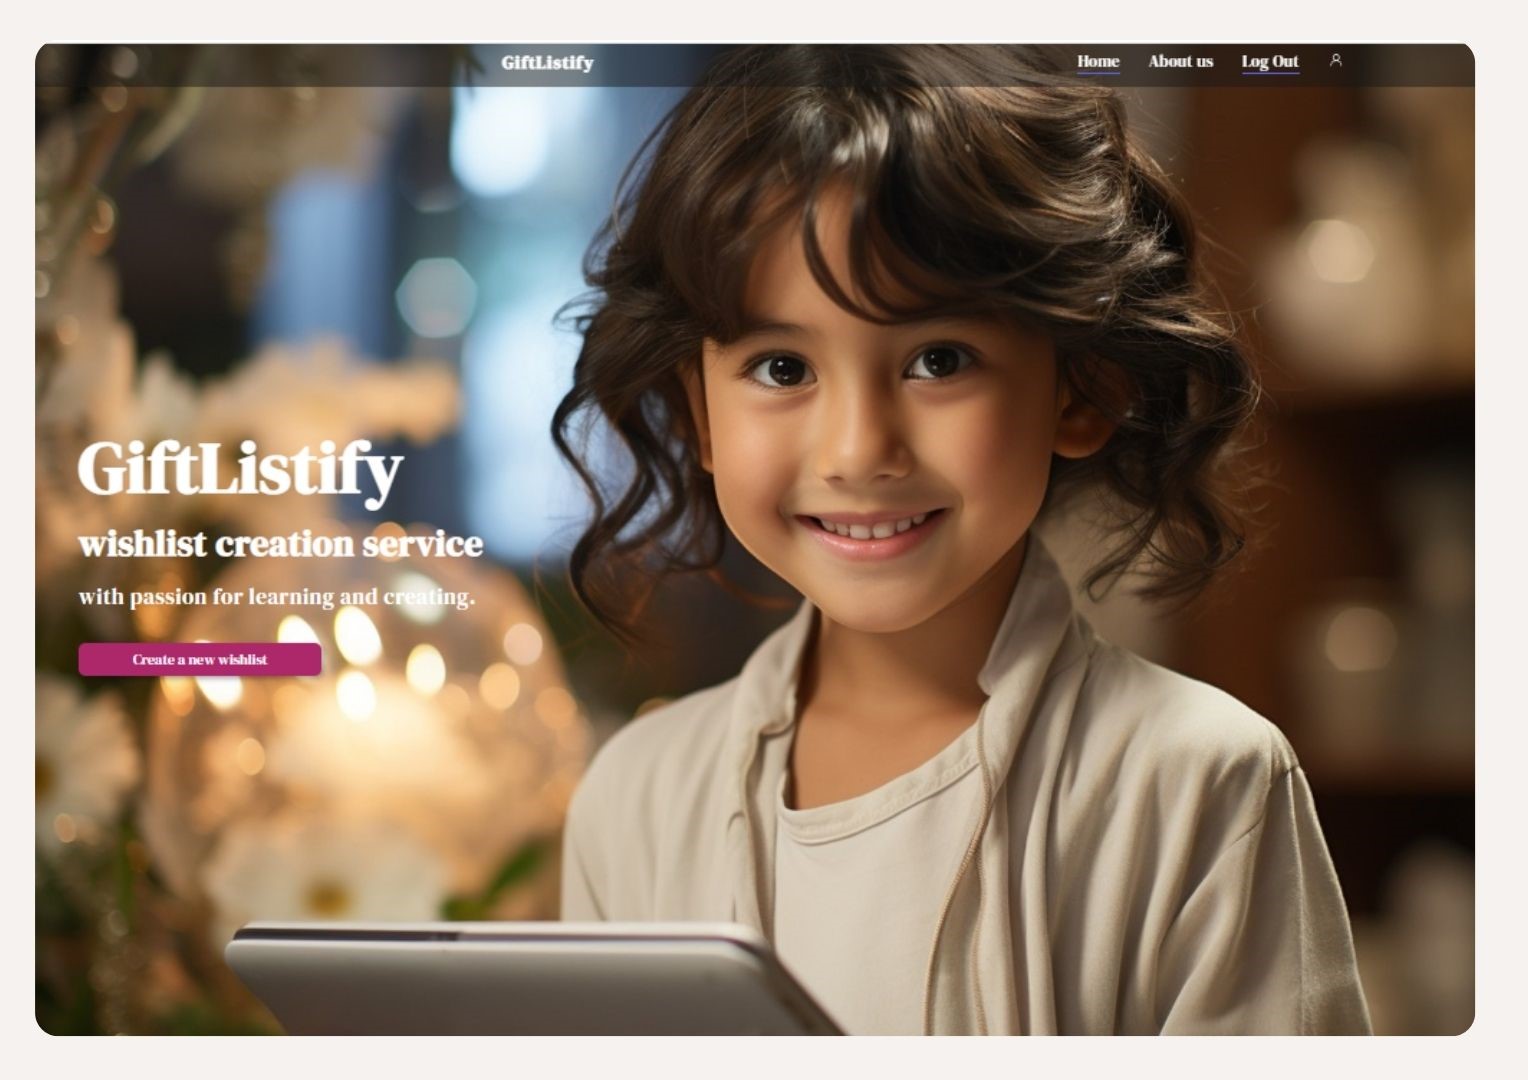 GiftListify
Home About us Log Out
GiftListify
wishlist creation service
with passion for learning and creating.
Create a new wishlist